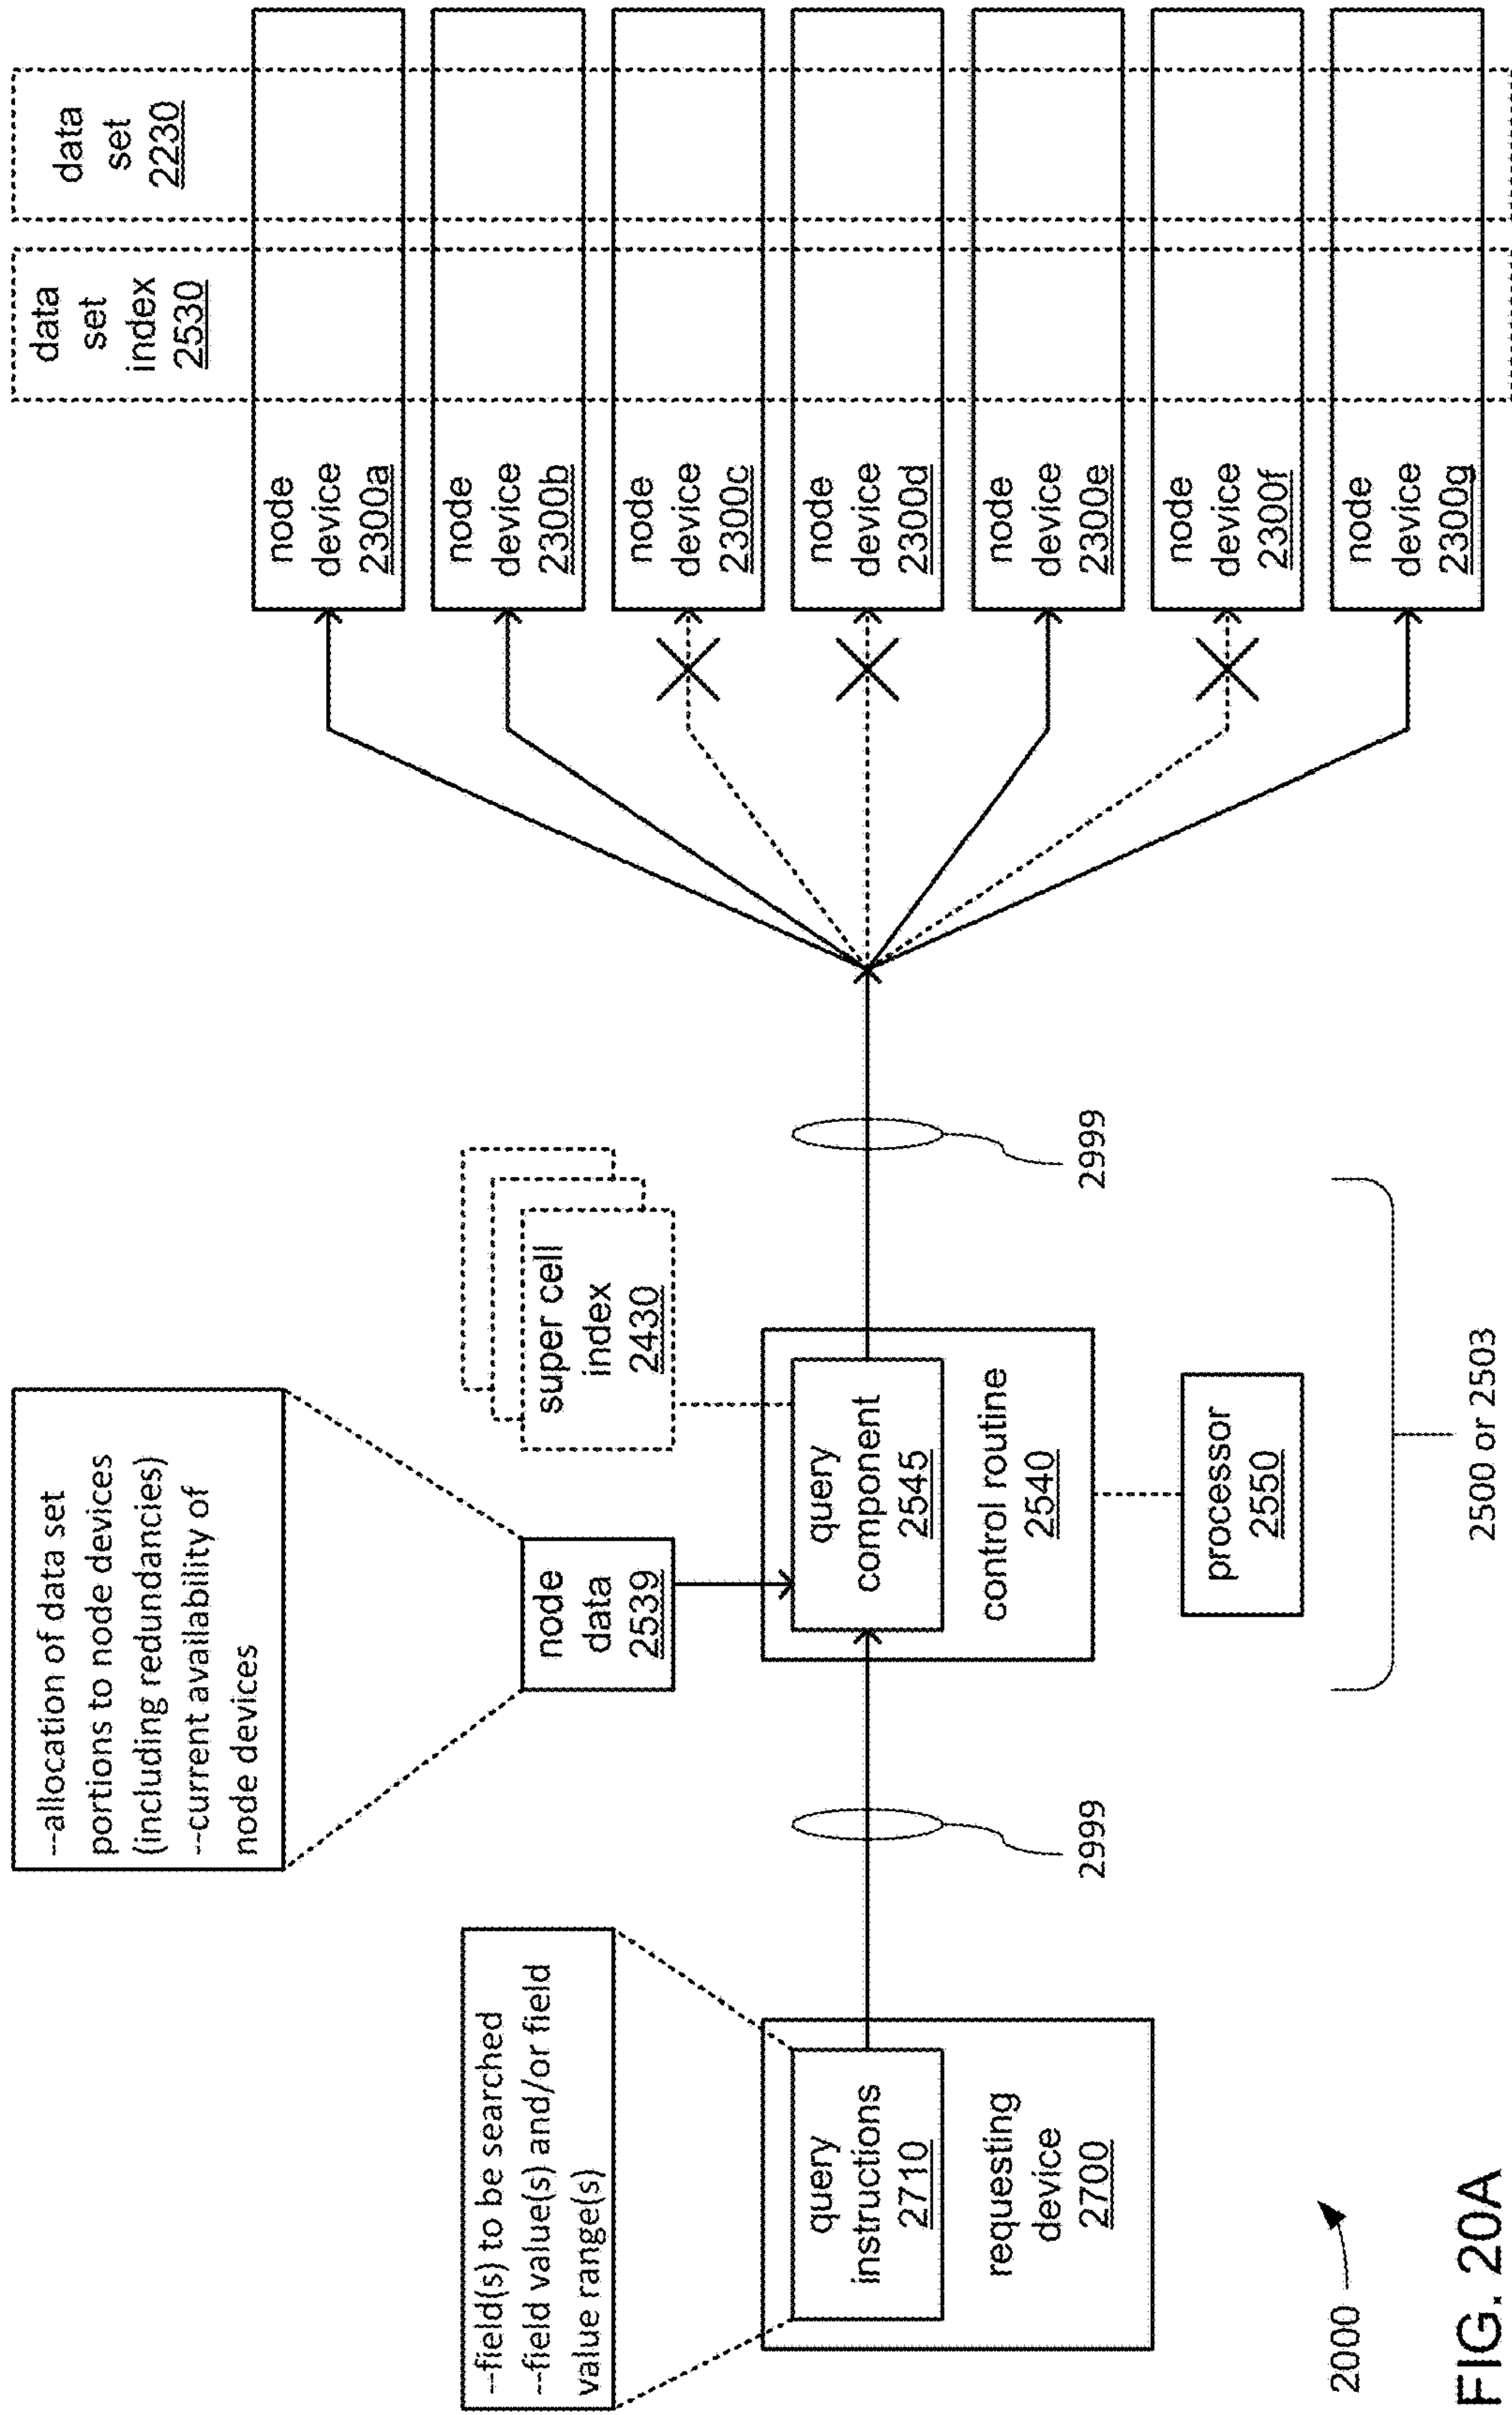 --field(s) to be searched
--field value(s) and/or field
value range(s)
query
instructions
2710
requesting
device
2700
2000
2999
--allocation of data set
portions to node devices
(including redundancies)
--current availability of
node devices
node
data
2539
super cell
index
2430
query
component
2545
control routine
2540
processor
2550
2500 or 2503
2999
data
set
index
2530
data
set
2230
node
device
2300a
node
device
2300b
node
device
2300c
node
device
2300d
node
device
2300e
node
device
2300f
node
device
2300g
FIG. 20A